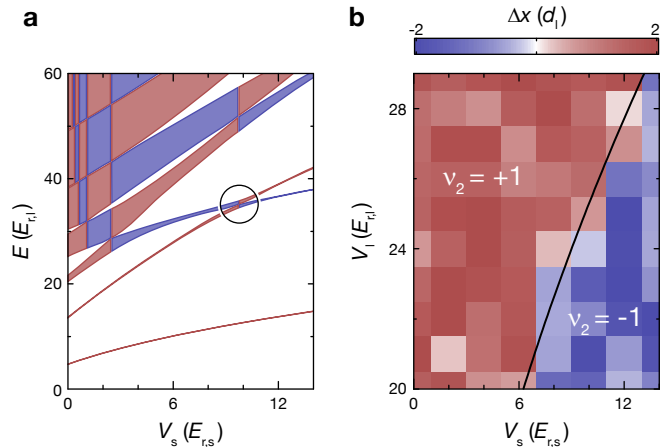 a
60
40
20
0
E (E_r,l)
0
6
12
V_s (E_r,s)
b
Δx (d_l)
-2
2
28
24
20
V_l (E_r,l)
ν_2 = +1
ν_2 = -1
0
6
12
V_s (E_r,s)